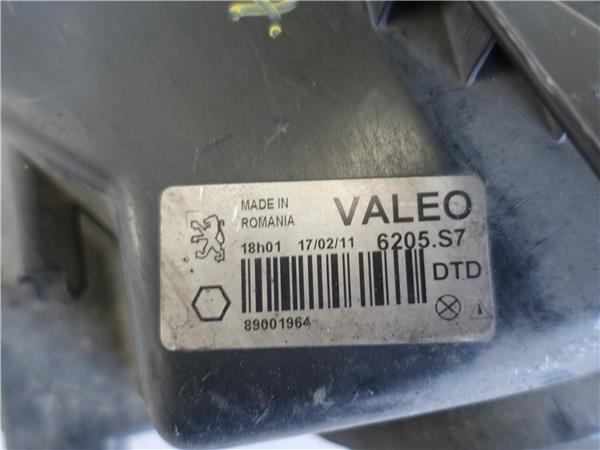 MADE IN
ROMANIA
VALEO
18h01 17/02/11 6205.S7
DTD
89001964